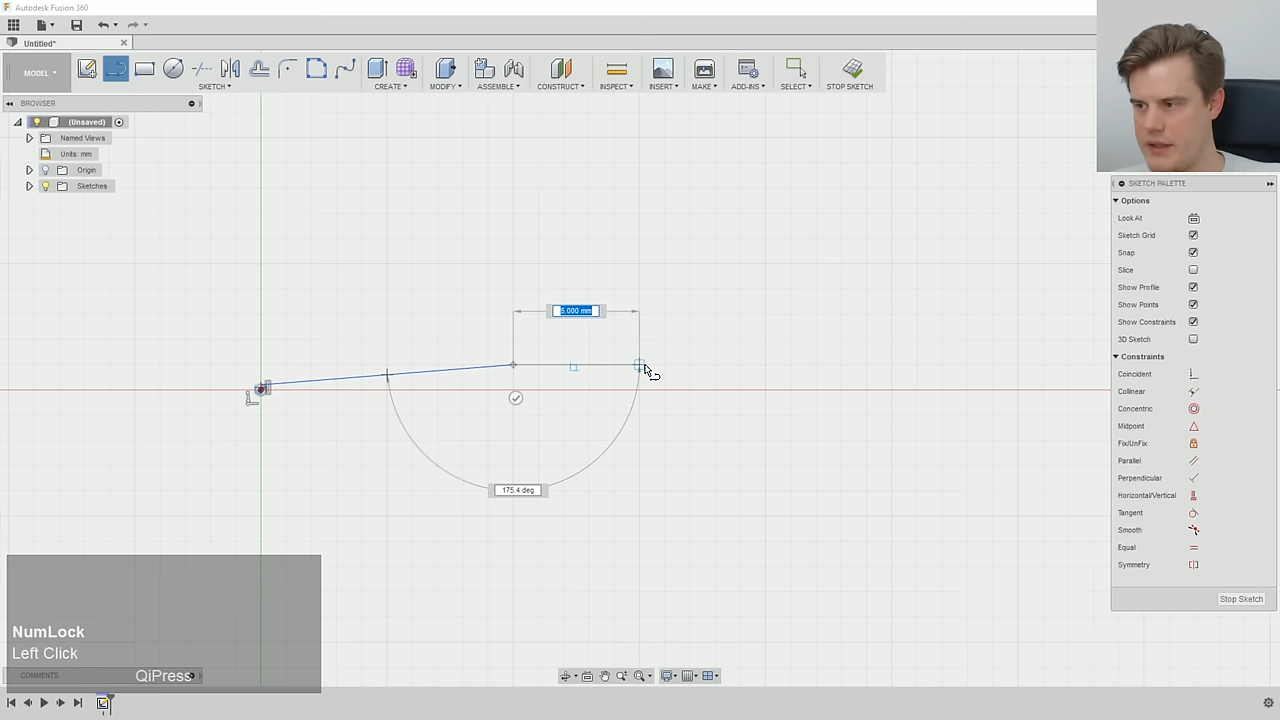 Autodesk Fusion 360
Untitled*
MODEL
SKETCH
CREATE
MODIFY
ASSEMBLE
CONSTRUCT
INSPECT
INSERT
MAKE
ADD-INS
SELECT
STOP SKETCH
BROWSER
(Unsaved)
Named Views
Units: mm
Origin
Sketches
SKETCH PALETTE
Options
Look At
Sketch Grid
Snap
Slice
Show Profile
Show Points
Show Constraints
3D Sketch
Constraints
Coincident
Collinear
Concentric
Midpoint
Fix/UnFix
Parallel
Perpendicular
Horizontal/Vertical
Tangent
Smooth
Equal
Symmetry
Stop Sketch
5.000 mm
175.4 deg
NumLock
Left Click
QiPress
COMMENTS